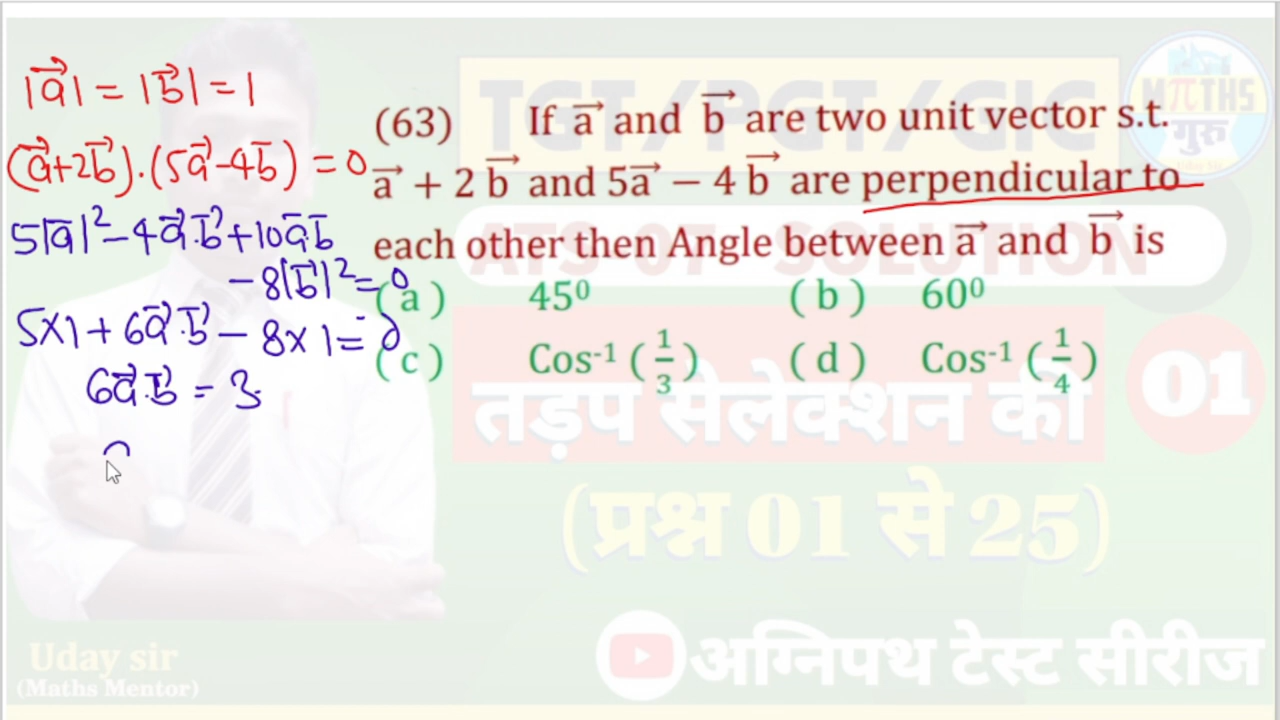 TGT/PGT/GIC
MπTHS
गुरु
|a⃗| = |b⃗| = 1
(a⃗+2b⃗).(5a⃗-4b⃗) = 0
5|a⃗|² - 4a⃗.b⃗ + 10a⃗.b⃗
- 8|b⃗|² = 0
5×1 + 6a⃗.b⃗ - 8×1 = 0
6a⃗.b⃗ = 3
(63) If a⃗ and b⃗ are two unit vector s.t.
a⃗ + 2 b⃗ and 5a⃗ − 4 b⃗ are perpendicular to
each other then Angle between a⃗ and b⃗ is
(a) 45⁰ (b) 60⁰
(c) Cos⁻¹ (1/3) (d) Cos⁻¹ (1/4)
ATS 07 SOLUTION
तड़प सेलेक्शन की 01
(प्रश्न 01 से 25)
Uday sir
(Maths Mentor)
अग्निपथ टेस्ट सीरीज